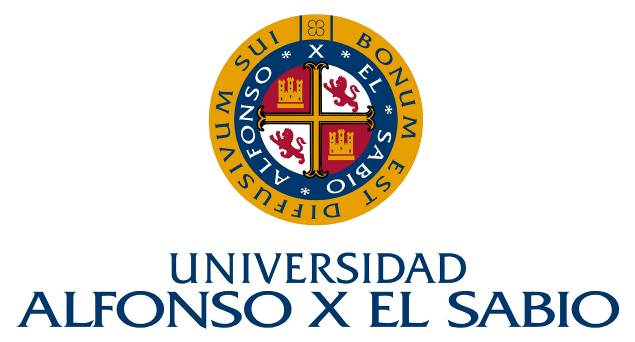 BONUM EST DIFFUSIVUM SUI
ALFONSO * X * EL * SABIO *
UNIVERSIDAD
ALFONSO X EL SABIO